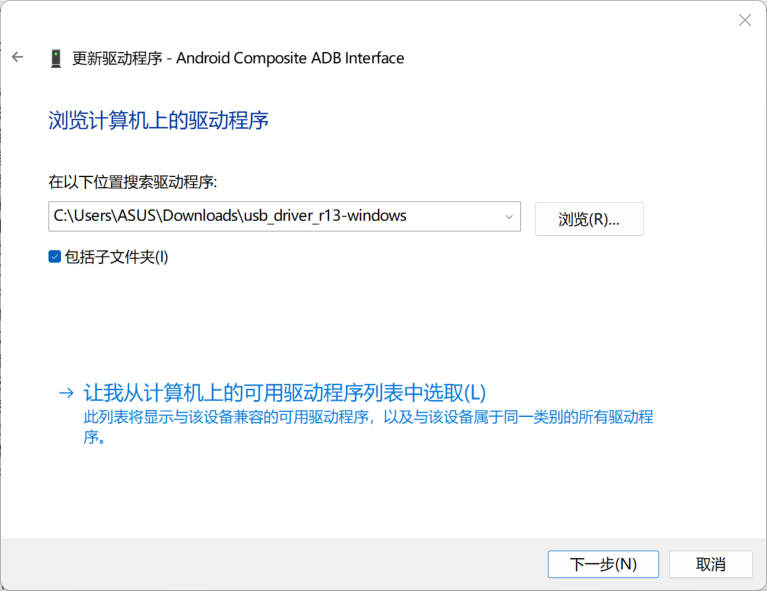 更新驱动程序 - Android Composite ADB Interface
浏览计算机上的驱动程序
在以下位置搜索驱动程序:
C:\Users\ASUS\Downloads\usb_driver_r13-windows
浏览(R)...
包括子文件夹(I)
让我从计算机上的可用驱动程序列表中选取(L)
此列表将显示与该设备兼容的可用驱动程序，以及与该设备属于同一类别的所有驱动程
序。
下一步(N)
取消